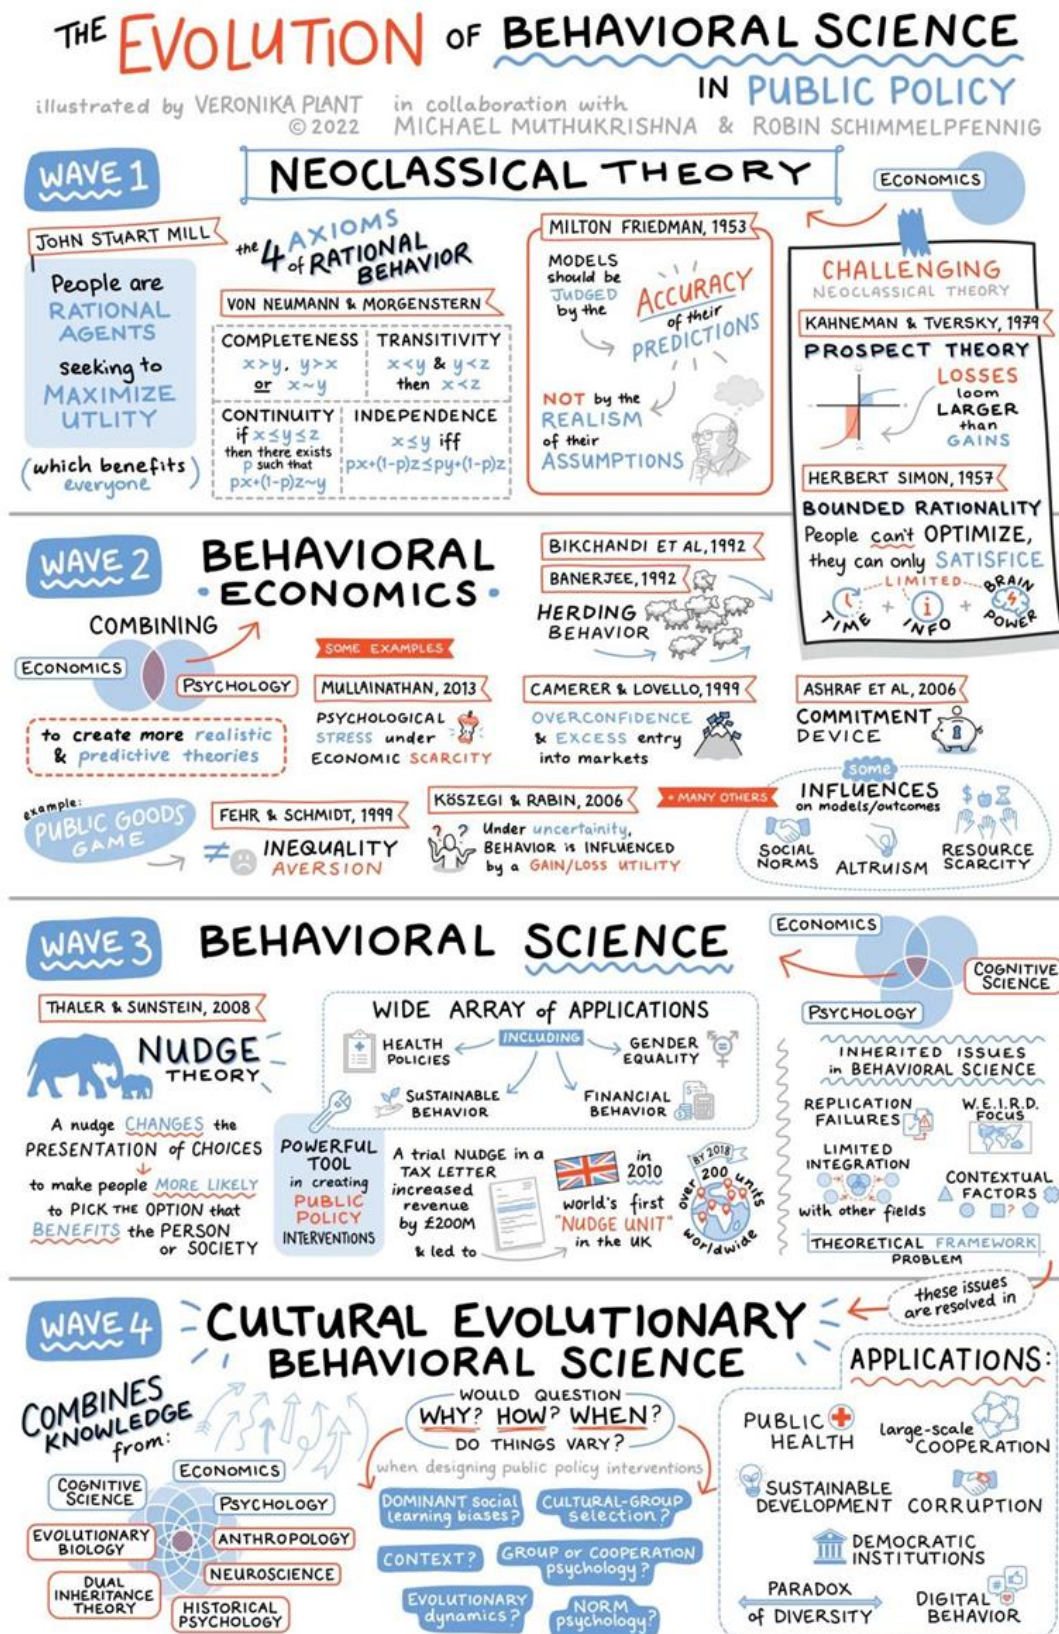 THE EVOLUTION OF BEHAVIORAL SCIENCE
IN PUBLIC POLICY
illustrated by VERONIKA PLANT
© 2022
in collaboration with
MICHAEL MUTHUKRISHNA & ROBIN SCHIMMELPFENNIG
WAVE 1
NEOCLASSICAL THEORY
ECONOMICS
JOHN STUART MILL
People are
RATIONAL
AGENTS
seeking to
MAXIMIZE
UTLITY
(which benefits
everyone)
the 4 AXIOMS
of RATIONAL
BEHAVIOR
VON NEUMANN & MORGENSTERN
COMPLETENESS
x>y, y>x
or x~y
TRANSITIVITY
x<y & y<z
then x<z
CONTINUITY
if x≤y≤z
then there exists
p such that
px+(1-p)z~y
INDEPENDENCE
x≤y iff
px+(1-p)z≤py+(1-p)z
MILTON FRIEDMAN, 1953
MODELS
should be
JUDGED
by the
ACCURACY
of their
PREDICTIONS
NOT by the
REALISM
of their
ASSUMPTIONS
CHALLENGING
NEOCLASSICAL THEORY
KAHNEMAN & TVERSKY, 1979
PROSPECT THEORY
LOSSES
loom
LARGER
than
GAINS
HERBERT SIMON, 1957
BOUNDED RATIONALITY
People can't OPTIMIZE,
they can only SATISFICE
LIMITED
TIME + INFO + BRAIN POWER
WAVE 2
BEHAVIORAL
ECONOMICS
COMBINING
ECONOMICS
PSYCHOLOGY
to create more realistic
& predictive theories
SOME EXAMPLES
BIKCHANDI ET AL, 1992
BANERJEE, 1992
HERDING
BEHAVIOR
MULLAINATHAN, 2013
PSYCHOLOGICAL
STRESS under
ECONOMIC SCARCITY
CAMERER & LOVELLO, 1999
OVERCONFIDENCE
& EXCESS entry
into markets
ASHRAF ET AL, 2006
COMMITMENT
DEVICE
example:
PUBLIC GOODS
GAME
FEHR & SCHMIDT, 1999
≠ INEQUALITY
AVERSION
KÖSZEGI & RABIN, 2006
? ?
Under uncertainity,
BEHAVIOR is INFLUENCED
by a GAIN/LOSS UTILITY
+ MANY OTHERS
some
INFLUENCES
on models/outcomes
SOCIAL
NORMS
ALTRUISM
$
RESOURCE
SCARCITY
WAVE 3
BEHAVIORAL SCIENCE
ECONOMICS
COGNITIVE
SCIENCE
PSYCHOLOGY
THALER & SUNSTEIN, 2008
NUDGE
THEORY
A nudge CHANGES the
PRESENTATION of CHOICES
to make people MORE LIKELY
to PICK THE OPTION that
BENEFITS the PERSON
or SOCIETY
WIDE ARRAY of APPLICATIONS
INCLUDING
HEALTH
POLICIES
GENDER
EQUALITY
SUSTAINABLE
BEHAVIOR
FINANCIAL
BEHAVIOR
POWERFUL
TOOL
in creating
PUBLIC
POLICY
INTERVENTIONS
A trial NUDGE in a
TAX LETTER
increased
revenue
by £200M
& led to
in
2010
world's first
"NUDGE UNIT"
in the UK
BY 2018
over 200 units
worldwide
INHERITED ISSUES
in BEHAVIORAL SCIENCE
REPLICATION
FAILURES
W.E.I.R.D.
FOCUS
LIMITED
INTEGRATION
with other fields
CONTEXTUAL
FACTORS
?
THEORETICAL FRAMEWORK
PROBLEM
these issues
are resolved in
WAVE 4
CULTURAL EVOLUTIONARY
BEHAVIORAL SCIENCE
COMBINES
KNOWLEDGE
from:
ECONOMICS
COGNITIVE
SCIENCE
PSYCHOLOGY
EVOLUTIONARY
BIOLOGY
ANTHROPOLOGY
NEUROSCIENCE
DUAL
INHERITANCE
THEORY
HISTORICAL
PSYCHOLOGY
WOULD QUESTION
WHY? HOW? WHEN?
DO THINGS VARY?
when designing public policy interventions
DOMINANT social
learning biases?
CULTURAL-GROUP
selection?
CONTEXT?
GROUP or COOPERATION
psychology?
EVOLUTIONARY
dynamics?
NORM
psychology?
APPLICATIONS:
PUBLIC
HEALTH
large-scale
COOPERATION
SUSTAINABLE
DEVELOPMENT
CORRUPTION
DEMOCRATIC
INSTITUTIONS
PARADOX
of DIVERSITY
#
DIGITAL
BEHAVIOR